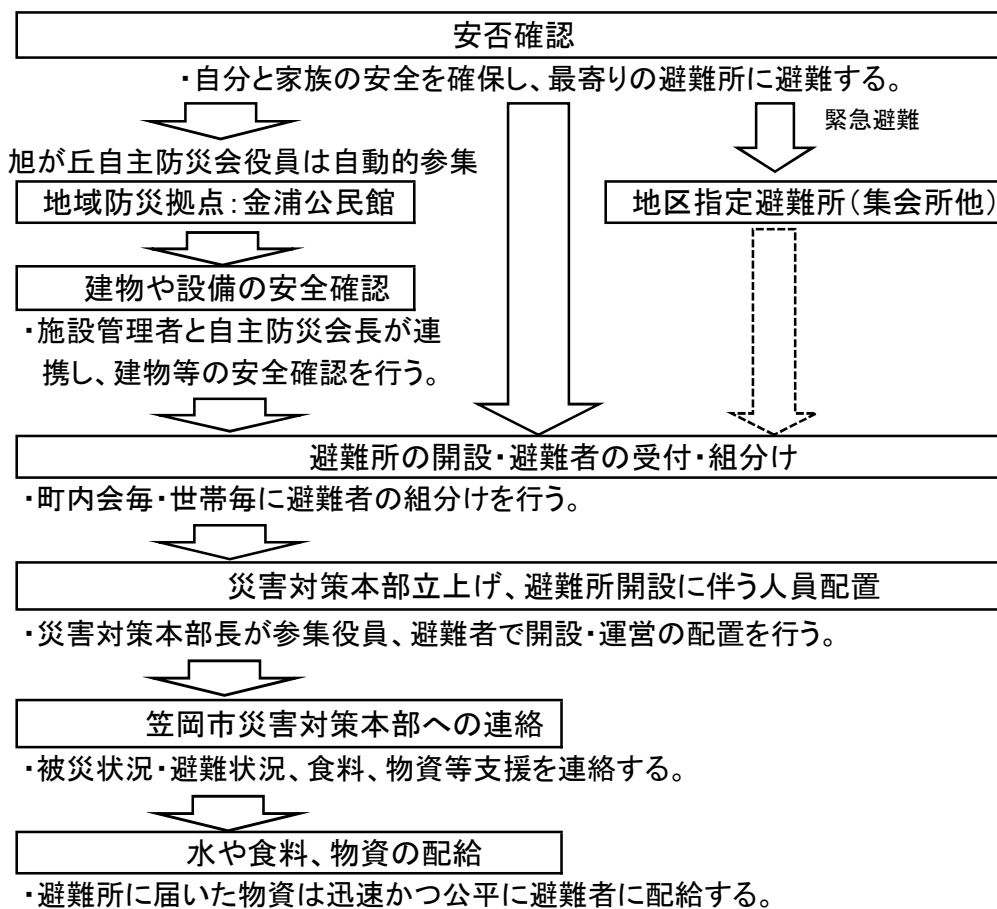 安否確認
・自分と家族の安全を確保し、最寄りの避難所に避難する。
緊急避難
旭が丘自主防災会役員は自動的参集
地域防災拠点：金浦公民館
地区指定避難所（集会所他）
建物や設備の安全確認
・施設管理者と自主防災会長が連
携し、建物等の安全確認を行う。
避難所の開設・避難者の受付・組分け
・町内会毎・世帯毎に避難者の組分けを行う。
災害対策本部立上げ、避難所開設に伴う人員配置
・災害対策本部長が参集役員、避難者で開設・運営の配置を行う。
笠岡市災害対策本部への連絡
・被災状況・避難状況、食料、物資等支援を連絡する。
水や食料、物資の配給
・避難所に届いた物資は迅速かつ公平に避難者に配給する。